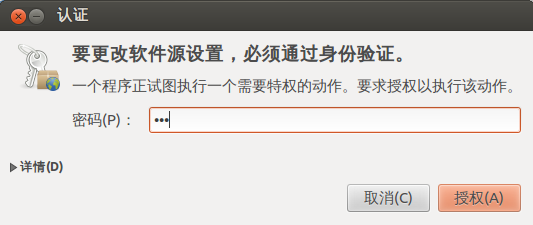 认证
要更改软件源设置，必须通过身份验证。
一个程序正试图执行一个需要特权的动作。要求授权以执行该动作。
密码(P)： •••
详情(D)
取消(C) 授权(A)